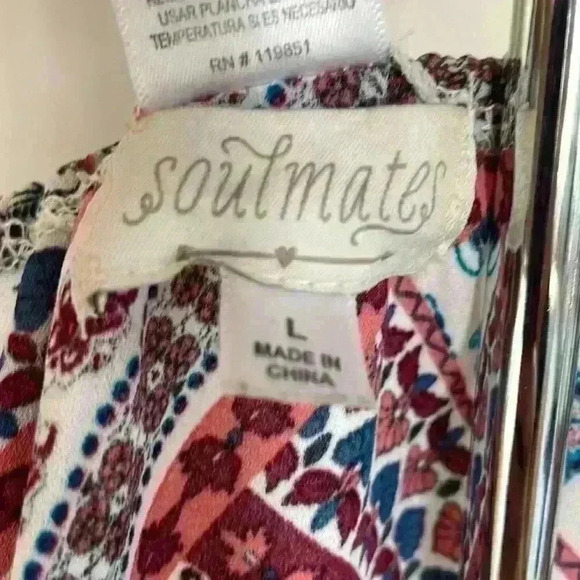 USAR PLANCHA
TEMPERATURA SI ES NECESARIO
RN # 119851
soulmates
L
MADE IN
CHINA